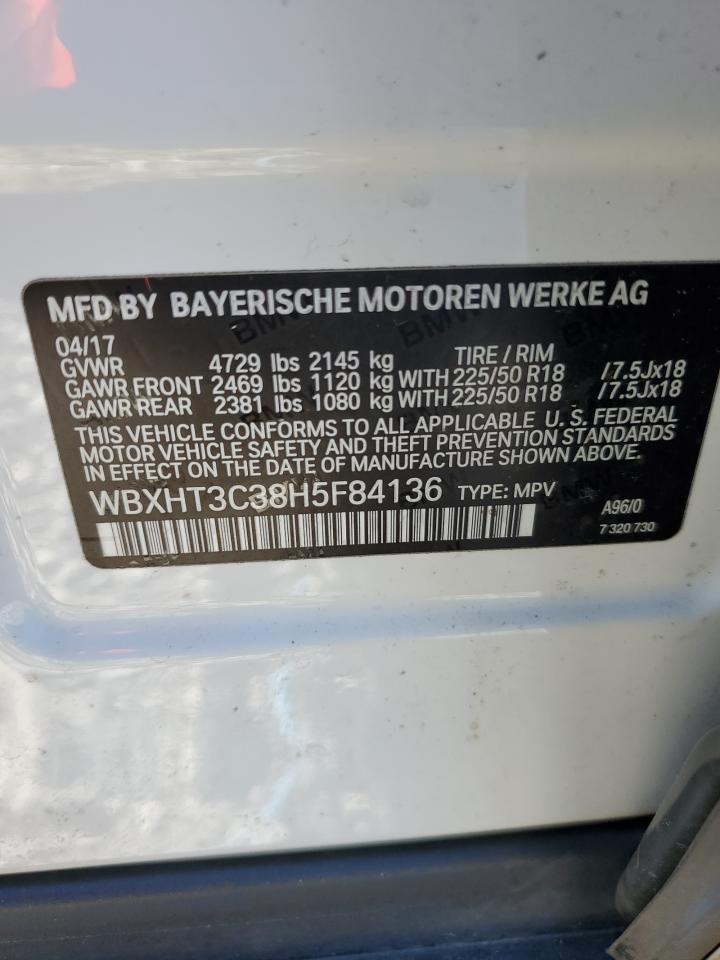 MFD BY BAYERISCHE MOTOREN WERKE AG
04/17 TIRE / RIM
GVWR 4729 lbs 2145 kg
GAWR FRONT 2469 lbs 1120 kg WITH 225/50 R18 /7.5Jx18
GAWR REAR 2381 lbs 1080 kg WITH 225/50 R18 /7.5Jx18
THIS VEHICLE CONFORMS TO ALL APPLICABLE U. S. FEDERAL
MOTOR VEHICLE SAFETY AND THEFT PREVENTION STANDARDS
IN EFFECT ON THE DATE OF MANUFACTURE SHOWN ABOVE.
WBXHT3C38H5F84136 TYPE: MPV A96/0
7 320 730